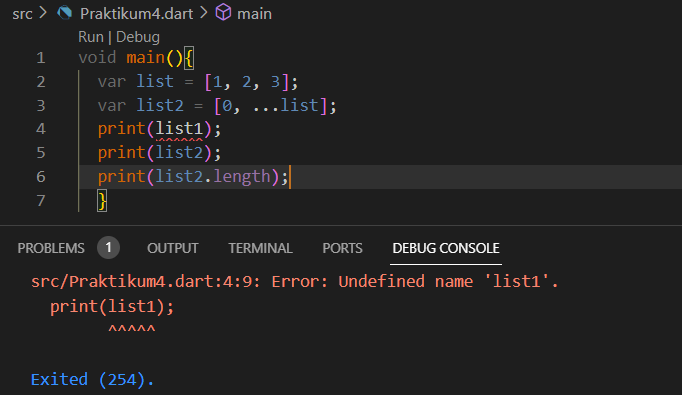 src > Praktikum4.dart > main
Run | Debug
1 void main(){
2   var list = [1, 2, 3];
3   var list2 = [0, ...list];
4   print(list1);
5   print(list2);
6   print(list2.length);
7   }
PROBLEMS 1 OUTPUT TERMINAL PORTS DEBUG CONSOLE
src/Praktikum4.dart:4:9: Error: Undefined name 'list1'.
  print(list1);
        ^^^^^
Exited (254).